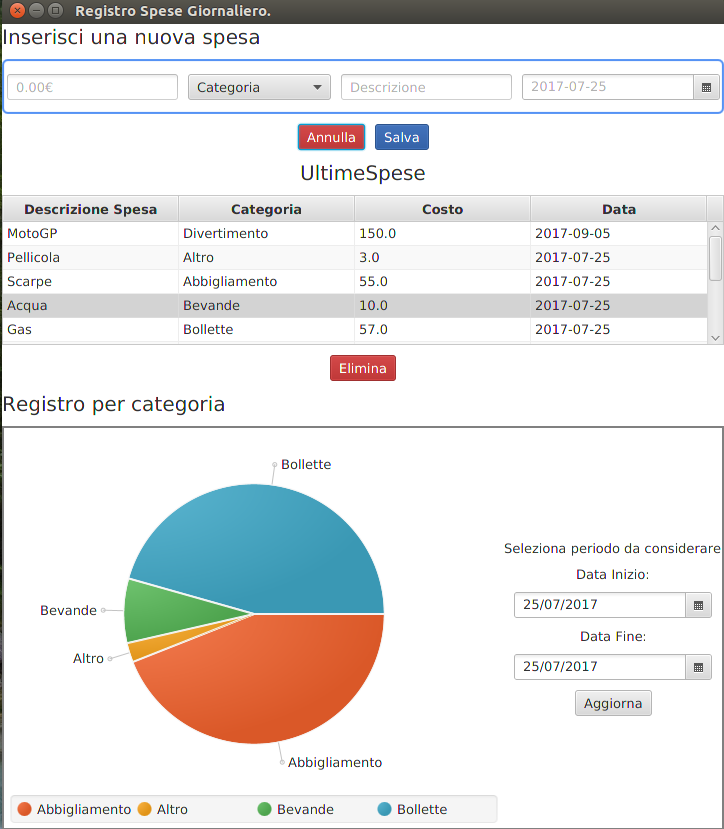 Registro Spese Giornaliero.
Inserisci una nuova spesa
0.00€ Categoria Descrizione 2017-07-25
Annulla Salva
UltimeSpese
Descrizione Spesa Categoria Costo Data
MotoGP Divertimento 150.0 2017-09-05
Pellicola Altro 3.0 2017-07-25
Scarpe Abbigliamento 55.0 2017-07-25
Acqua Bevande 10.0 2017-07-25
Gas Bollette 57.0 2017-07-25
Elimina
Registro per categoria
Bollette
Bevande
Altro
Abbigliamento
Seleziona periodo da considerare
Data Inizio:
25/07/2017
Data Fine:
25/07/2017
Aggiorna
Abbigliamento Altro Bevande Bollette